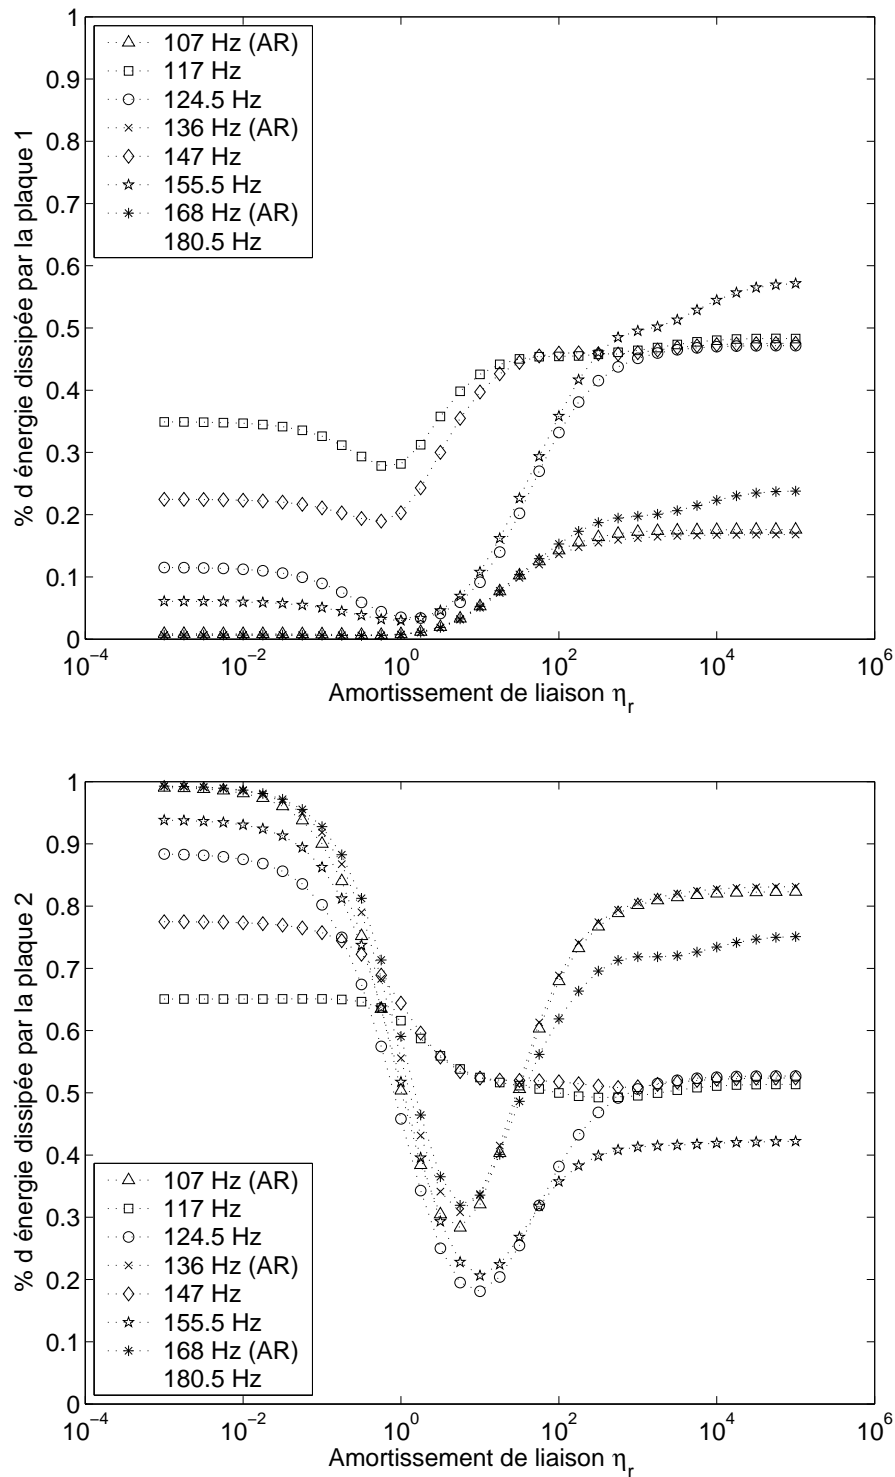 1
0.9
0.8
0.7
0.6
0.5
0.4
0.3
0.2
0.1
0
% d énergie dissipée par la plaque 1
107 Hz (AR)
117 Hz
124.5 Hz
136 Hz (AR)
147 Hz
155.5 Hz
168 Hz (AR)
180.5 Hz
10^-4 10^-2 10^0 10^2 10^4 10^6
Amortissement de liaison η_r
1
0.9
0.8
0.7
0.6
0.5
0.4
0.3
0.2
0.1
0
% d énergie dissipée par la plaque 2
107 Hz (AR)
117 Hz
124.5 Hz
136 Hz (AR)
147 Hz
155.5 Hz
168 Hz (AR)
180.5 Hz
10^-4 10^-2 10^0 10^2 10^4 10^6
Amortissement de liaison η_r